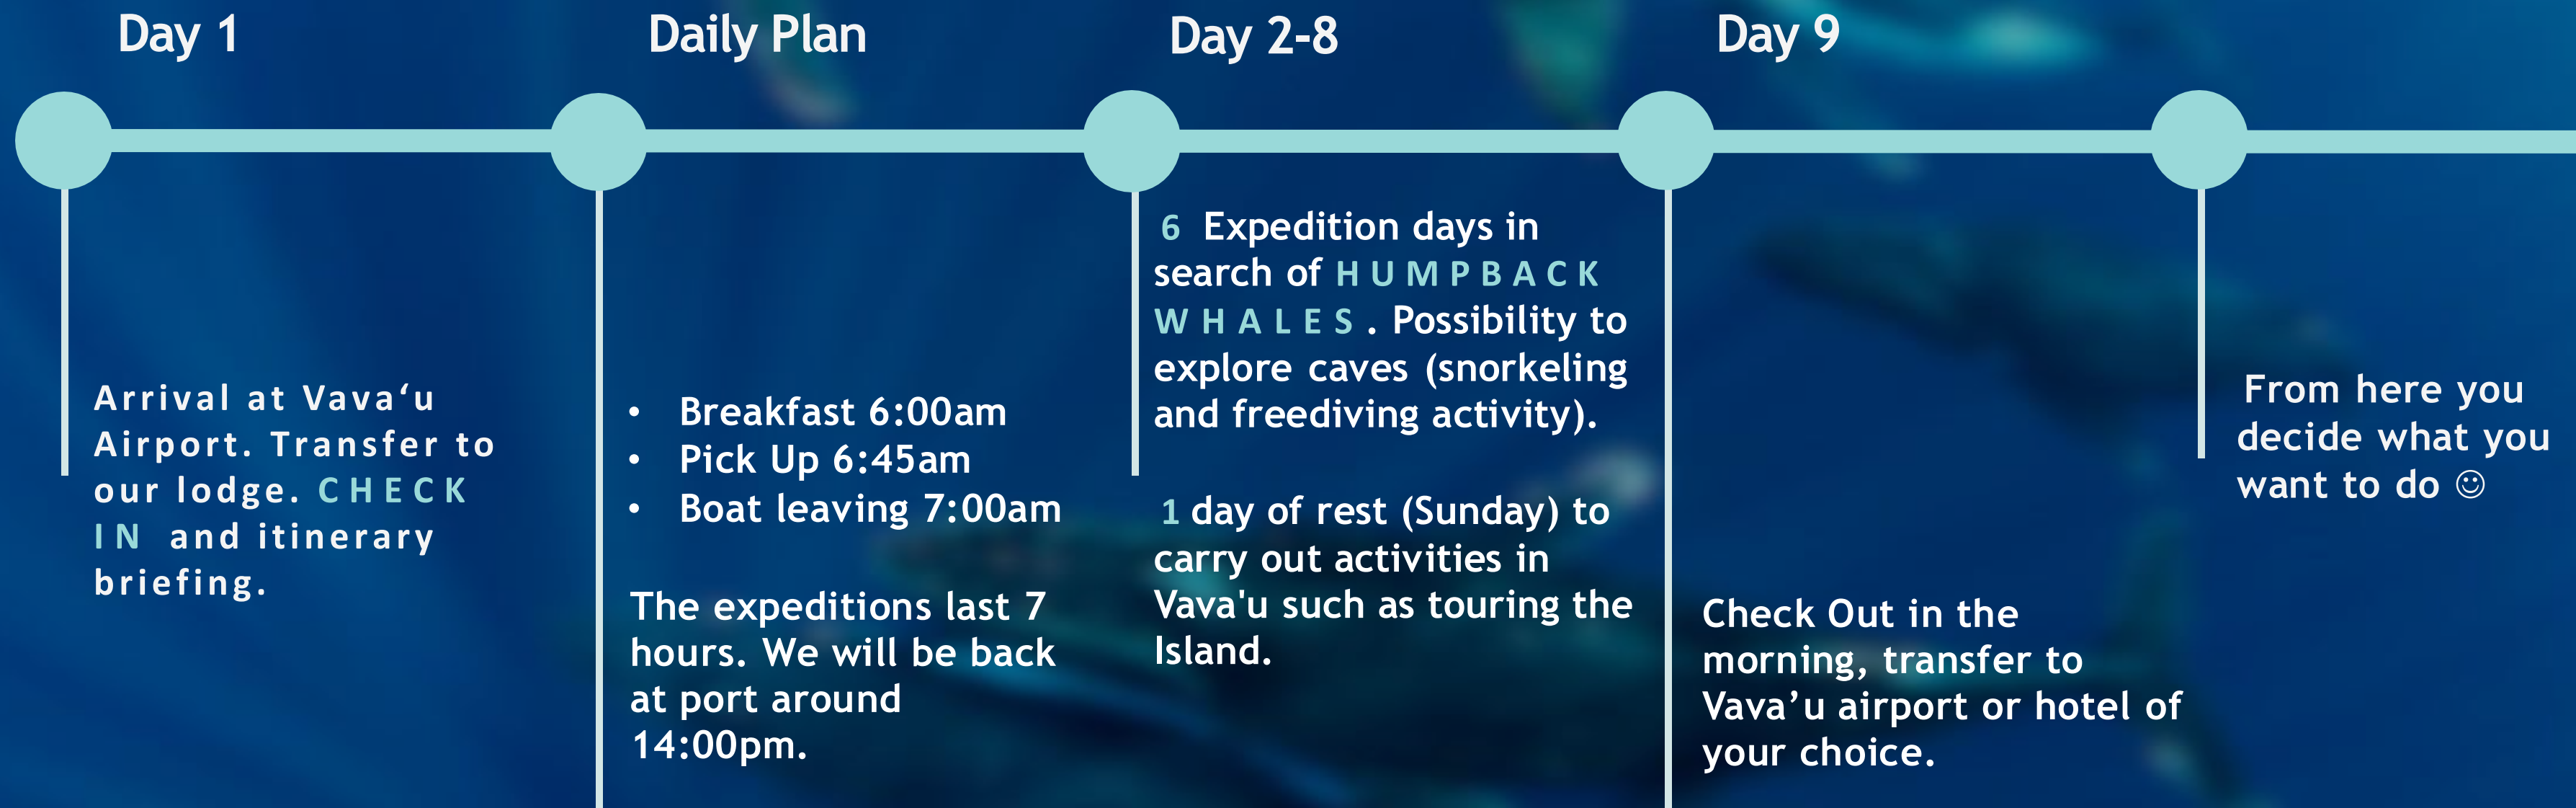 Day 1
Arrival at Vava‘u
Airport. Transfer to
our lodge. CHECK
IN and itinerary
briefing.
Daily Plan
• Breakfast 6:00am
• Pick Up 6:45am
• Boat leaving 7:00am
The expeditions last 7
hours. We will be back
at port around
14:00pm.
Day 2-8
6 Expedition days in
search of HUMPBACK
WHALES. Possibility to
explore caves (snorkeling
and freediving activity).
1 day of rest (Sunday) to
carry out activities in
Vava'u such as touring the
Island.
Day 9
Check Out in the
morning, transfer to
Vava’u airport or hotel of
your choice.
From here you
decide what you
want to do ☺